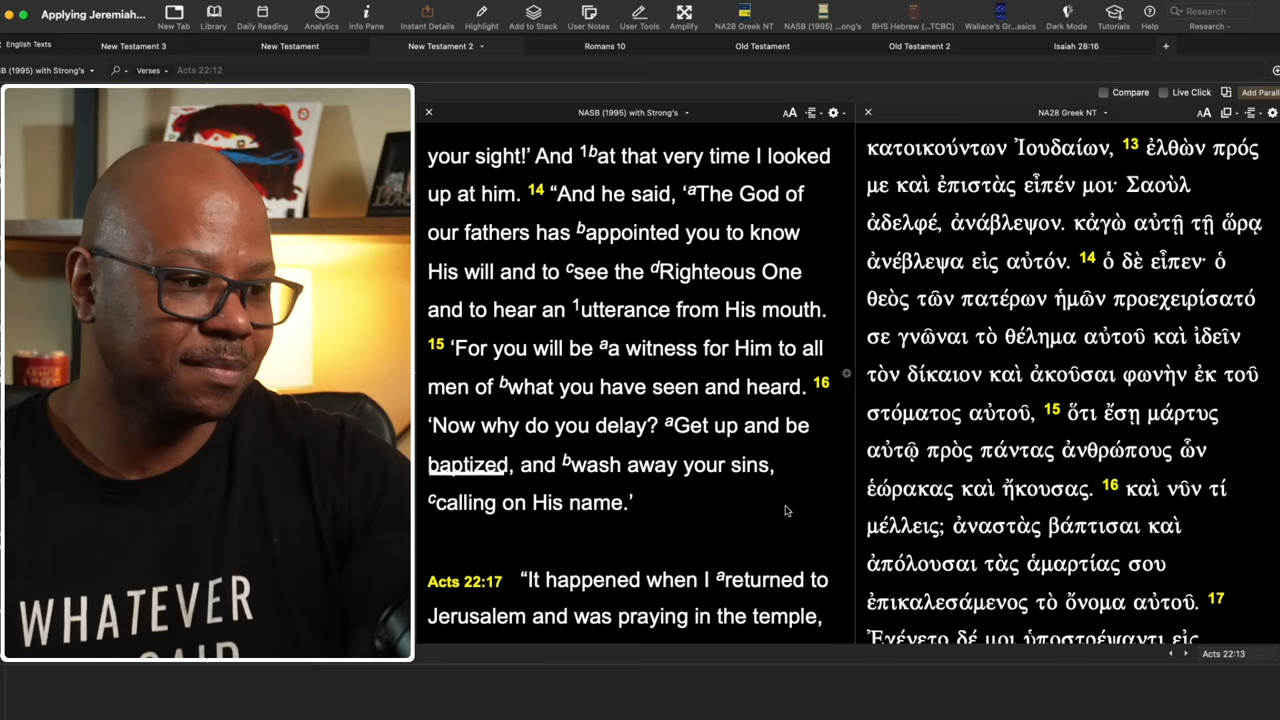 Applying Jeremiah...
New Tab
Library
Daily Reading
Analytics
Info Pane
Instant Details
Highlight
Add to Stack
User Notes
User Tools
Amplify
NA28 Greek NT
NASB (1995) ...ong's
BHS Hebrew (...TCBC)
Wallace's Gr...asics
Dark Mode
Tutorials
Help
Research
Research
English Texts
New Testament 3
New Testament
New Testament 2
Romans 10
Old Testament
Old Testament 2
Isaiah 28:16
B (1995) with Strong's
Verses
Acts 22:12
Compare
Live Click
Add Parall
NASB (1995) with Strong's
your sight!’ And 1bat that very time I looked
up at him. 14 “And he said, ‘aThe God of
our fathers has bappointed you to know
His will and to csee the dRighteous One
and to hear an 1utterance from His mouth.
15 ‘For you will be aa witness for Him to all
men of bwhat you have seen and heard. 16
‘Now why do you delay? aGet up and be
baptized, and bwash away your sins,
ccalling on His name.’
Acts 22:17 “It happened when I areturned to
Jerusalem and was praying in the temple,
NA28 Greek NT
κατοικούντων Ἰουδαίων, 13 ἐλθὼν πρός
με καὶ ἐπιστὰς εἶπέν μοι· Σαοὺλ
ἀδελφέ, ἀνάβλεψον. κἀγὼ αὐτῇ τῇ ὥρᾳ
ἀνέβλεψα εἰς αὐτόν. 14 ὁ δὲ εἶπεν· ὁ
θεὸς τῶν πατέρων ἡμῶν προεχειρίσατό
σε γνῶναι τὸ θέλημα αὐτοῦ καὶ ἰδεῖν
τὸν δίκαιον καὶ ἀκοῦσαι φωνὴν ἐκ τοῦ
στόματος αὐτοῦ, 15 ὅτι ἔσῃ μάρτυς
αὐτῷ πρὸς πάντας ἀνθρώπους ὧν
ἑώρακας καὶ ἤκουσας. 16 καὶ νῦν τί
μέλλεις; ἀναστὰς βάπτισαι καὶ
ἀπόλουσαι τὰς ἁμαρτίας σου
ἐπικαλεσάμενος τὸ ὄνομα αὐτοῦ. 17
Ἐγένετο δέ μοι ὑποστρέψαντι εἰς
Acts 22:13
WHATEVER
SAID